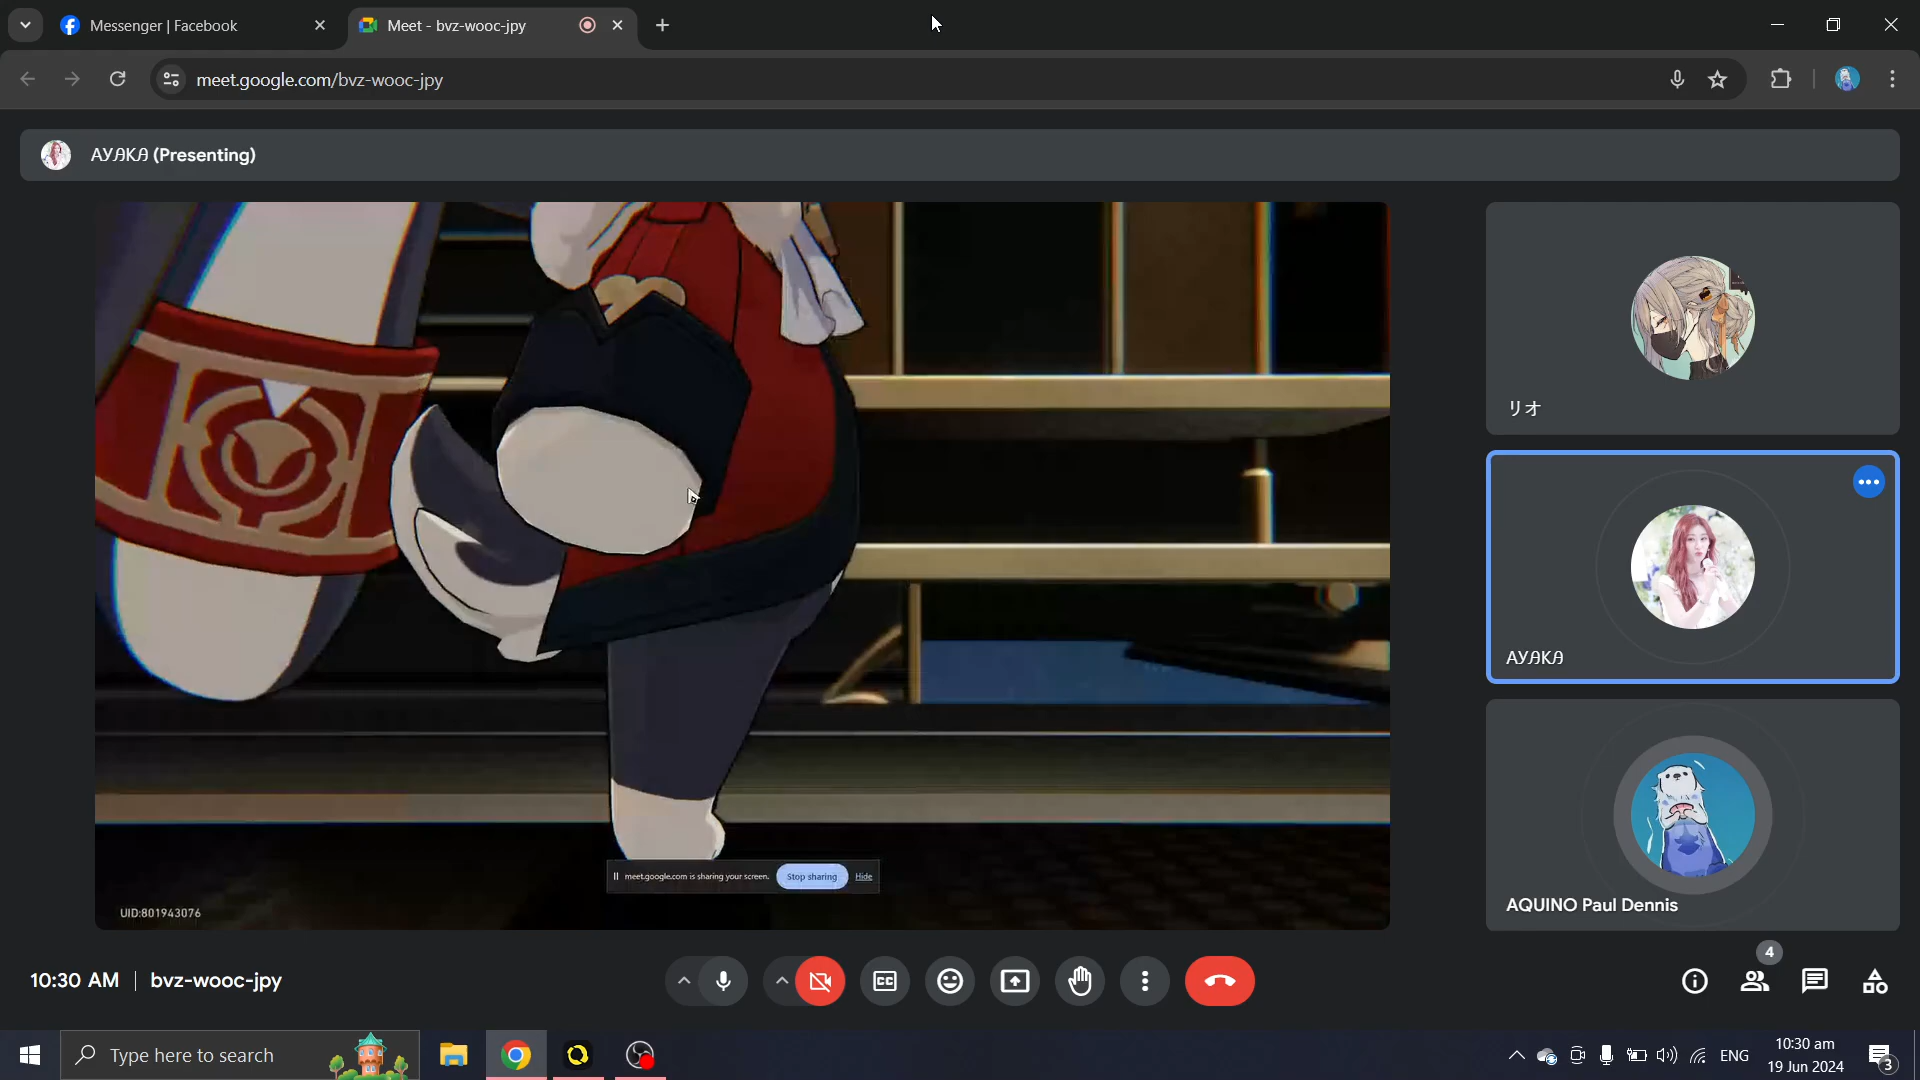 Messenger | Facebook
Meet - bvz-wooc-jpy
meet.google.com/bvz-wooc-jpy
AYAKA (Presenting)
リオ
AYAKA
AQUINO Paul Dennis
meet.google.com is sharing your screen. Stop sharing Hide
UID:801943076
10:30 AM | bvz-wooc-jpy
CC
4
Type here to search
ENG
10:30 am
19 Jun 2024
3